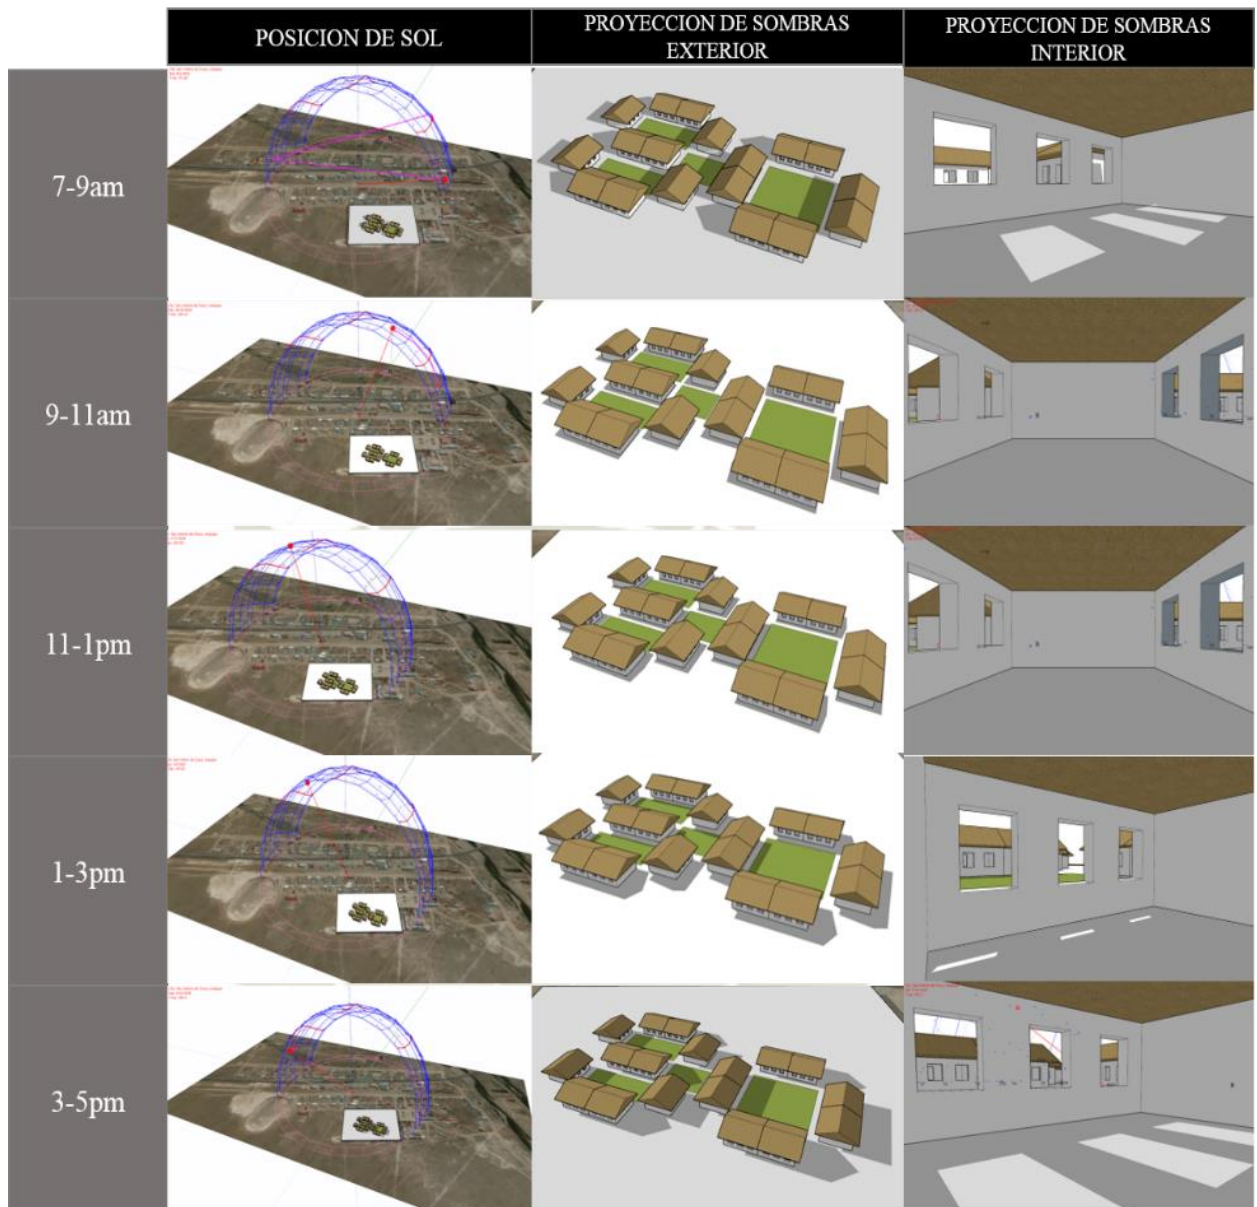 POSICION DE SOL
PROYECCION DE SOMBRAS
EXTERIOR
PROYECCION DE SOMBRAS
INTERIOR
7-9am
9-11am
11-1pm
1-3pm
3-5pm